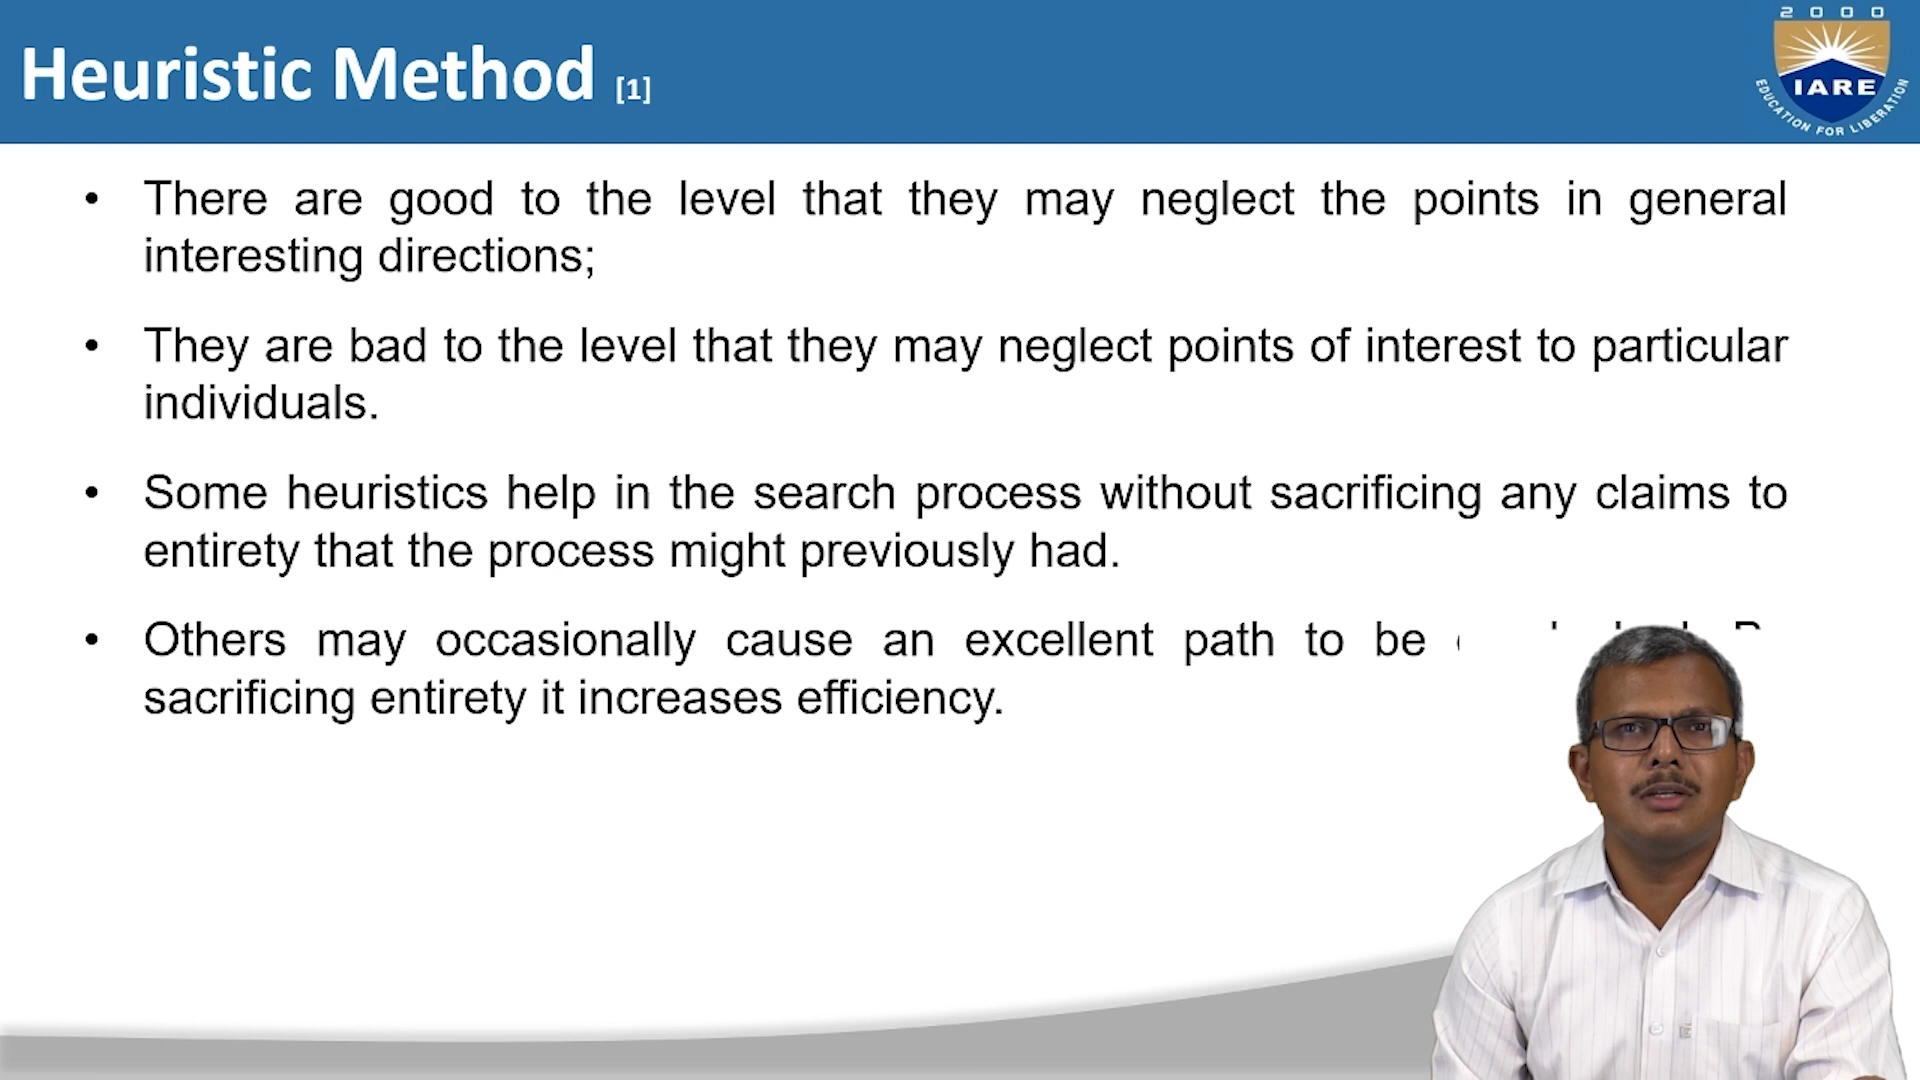 Heuristic Method [1]
2000
IARE
EDUCATION FOR LIBERATION
• There are good to the level that they may neglect the points in general
interesting directions;
• They are bad to the level that they may neglect points of interest to particular
individuals.
• Some heuristics help in the search process without sacrificing any claims to
entirety that the process might previously had.
• Others may occasionally cause an excellent path to be
sacrificing entirety it increases efficiency.